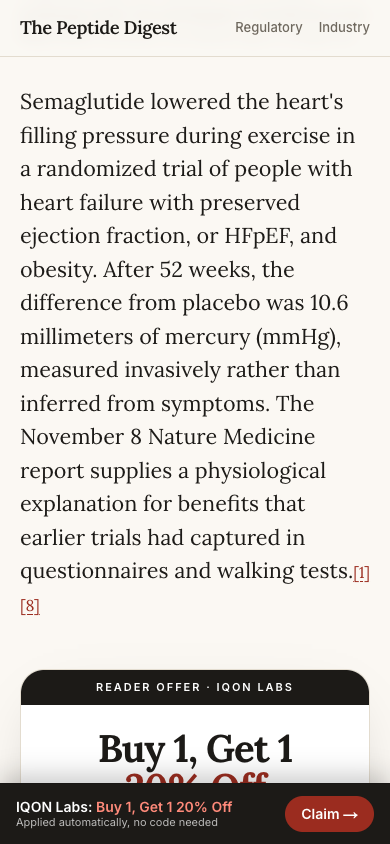 The Peptide Digest
Regulatory Industry
Semaglutide lowered the heart's
filling pressure during exercise in
a randomized trial of people with
heart failure with preserved
ejection fraction, or HFpEF, and
obesity. After 52 weeks, the
difference from placebo was 10.6
millimeters of mercury (mmHg),
measured invasively rather than
inferred from symptoms. The
November 8 Nature Medicine
report supplies a physiological
explanation for benefits that
earlier trials had captured in
questionnaires and walking tests.[1]
[8]
READER OFFER · IQON LABS
Buy 1, Get 1
20% Off
IQON Labs: Buy 1, Get 1 20% Off
Applied automatically, no code needed
Claim →